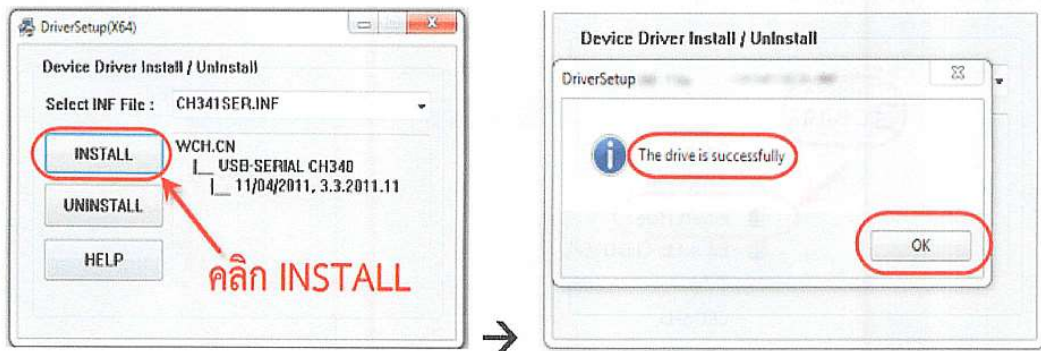 DriverSetup(X64)
Device Driver Install / UnInstall
Select INF File : CH341SER.INF
INSTALL
WCH.CN
|__ USB-SERIAL CH340
|__ 11/04/2011, 3.3.2011.11
UNINSTALL
HELP
คลิก INSTALL
→
Device Driver Install / UnInstall
DriverSetup
The drive is successfully
OK